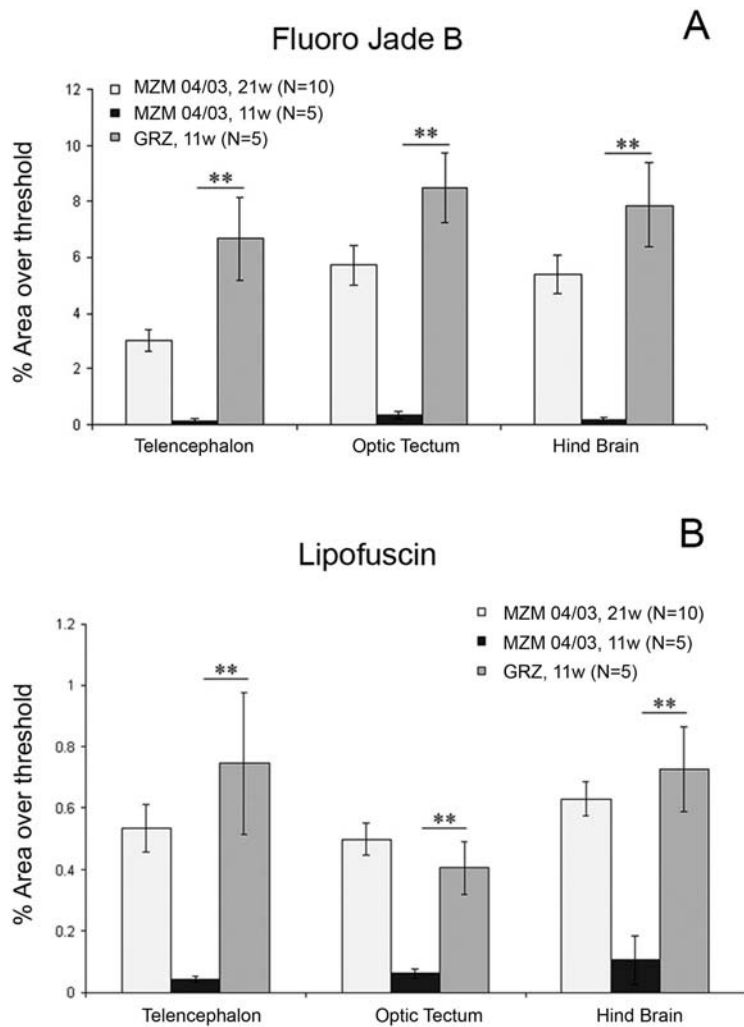 A
Fluoro Jade B
MZM 04/03, 21w (N=10)
MZM 04/03, 11w (N=5)
GRZ, 11w (N=5)
% Area over threshold
12
10
8
6
4
2
0
**
**
**
Telencephalon
Optic Tectum
Hind Brain
B
Lipofuscin
MZM 04/03, 21w (N=10)
MZM 04/03, 11w (N=5)
GRZ, 11w (N=5)
% Area over threshold
1.2
1
0.8
0.6
0.4
0.2
0
**
**
**
Telencephalon
Optic Tectum
Hind Brain